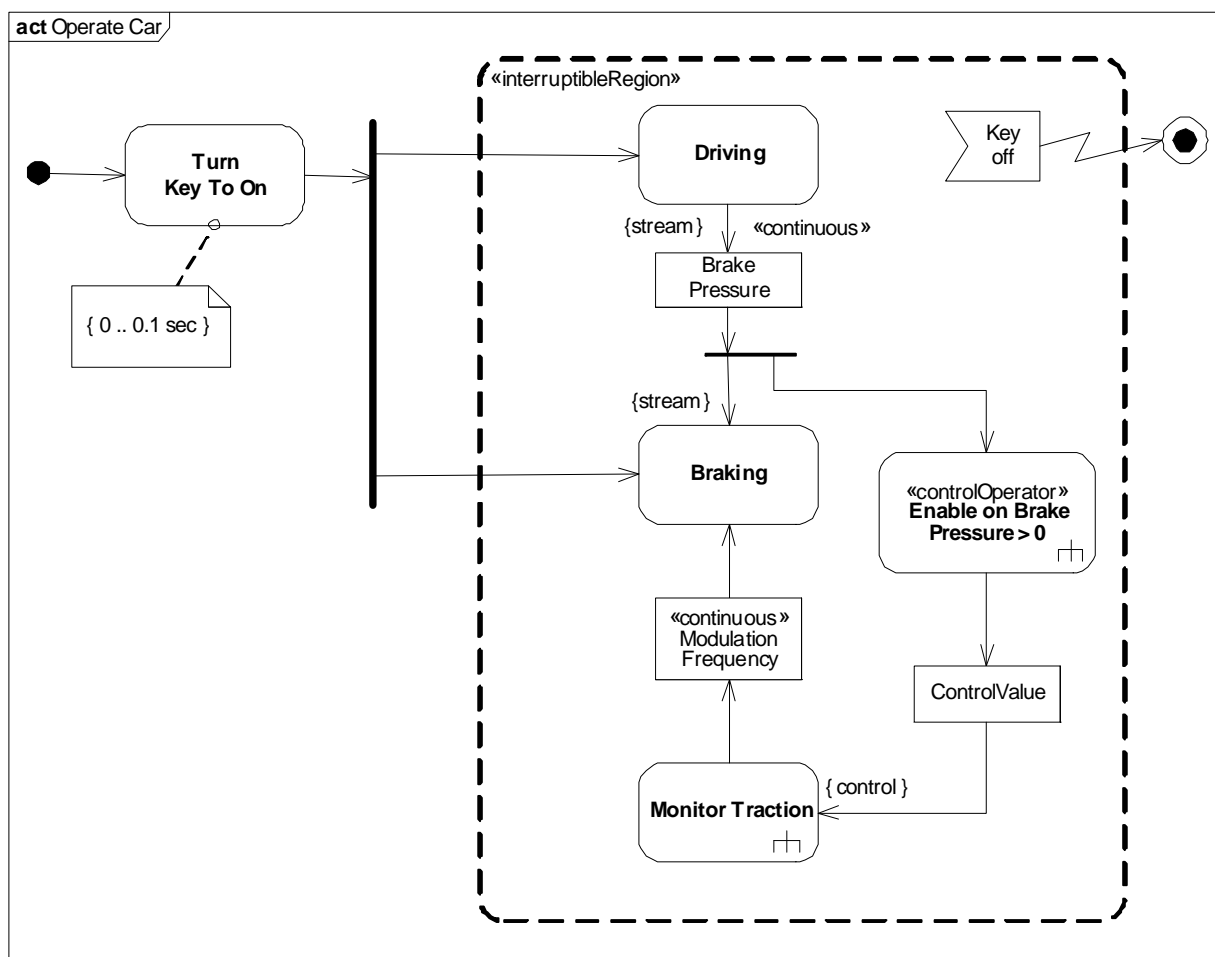 act Operate Car
«interruptibleRegion»
Turn
Key To On
{ 0 .. 0.1 sec }
Driving
Key
off
{stream}
«continuous»
Brake
Pressure
{stream}
Braking
«controlOperator»
Enable on Brake
Pressure > 0
«continuous»
Modulation
Frequency
ControlValue
{ control }
Monitor Traction